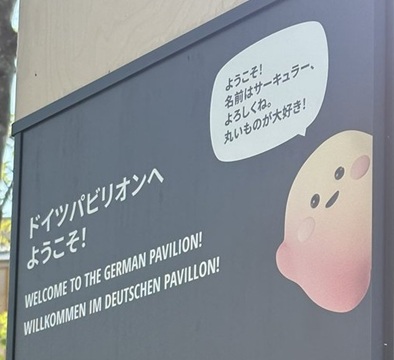 ようこそ!
名前はサーキュラー、
よろしくね。
丸いものが大好き!
ドイツパビリオンへ
ようこそ!
WELCOME TO THE GERMAN PAVILION!
WILLKOMMEN IM DEUTSCHEN PAVILLON!